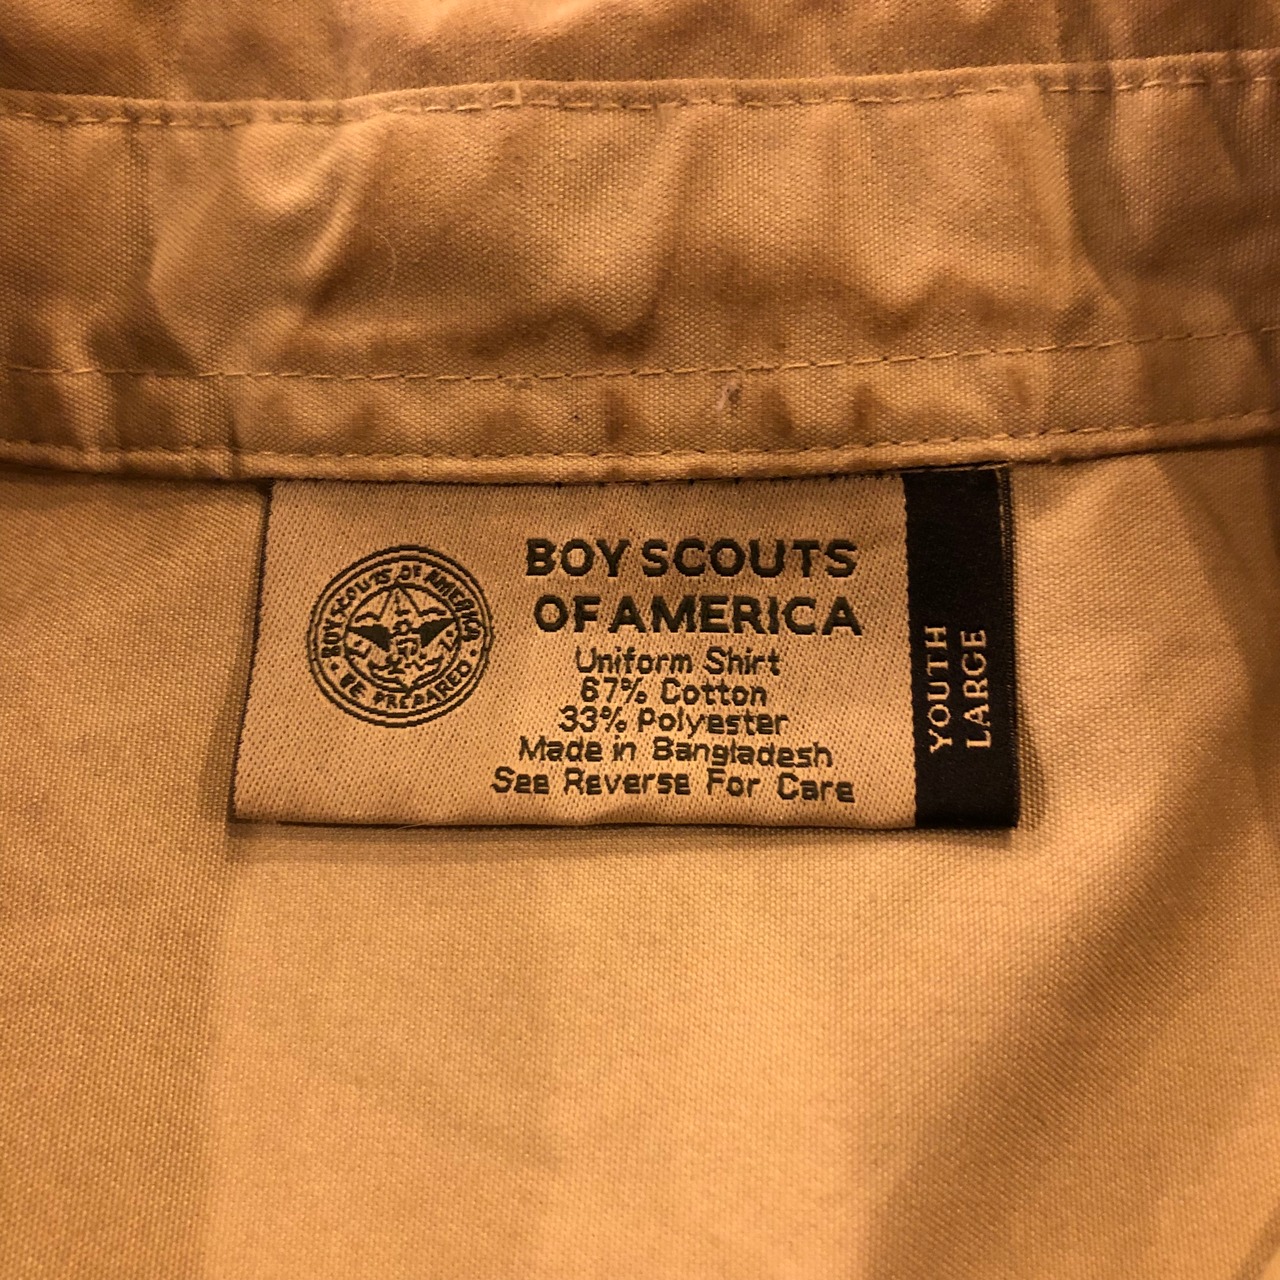 BOY SCOUTS OF AMERICA
· BE PREPARED ·
BOY SCOUTS
OF AMERICA
Uniform Shirt
67% Cotton
33% Polyester
Made in Bangladesh
See Reverse For Care
YOUTH
LARGE